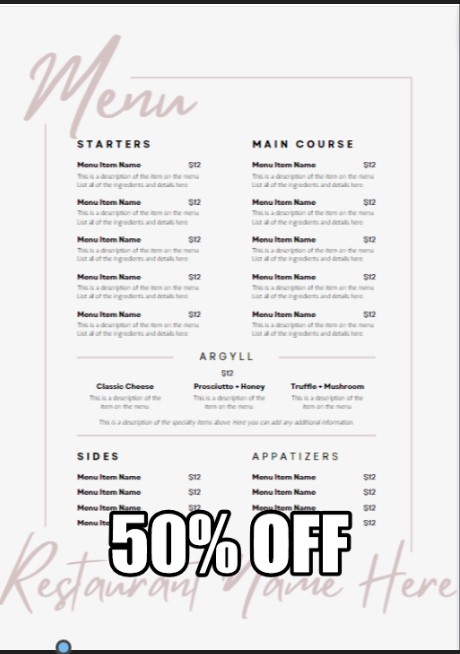 Menu
STARTERS
Menu Item Name $12
This is a description of the item on the menu
List all of the ingredients and details here
Menu Item Name $12
This is a description of the item on the menu
List all of the ingredients and details here
Menu Item Name $12
This is a description of the item on the menu
List all of the ingredients and details here
Menu Item Name $12
This is a description of the item on the menu
List all of the ingredients and details here
Menu Item Name $12
This is a description of the item on the menu
List all of the ingredients and details here
MAIN COURSE
Menu Item Name $12
This is a description of the item on the menu
List all of the ingredients and details here
Menu Item Name $12
This is a description of the item on the menu
List all of the ingredients and details here
Menu Item Name $12
This is a description of the item on the menu
List all of the ingredients and details here
Menu Item Name $12
This is a description of the item on the menu
List all of the ingredients and details here
Menu Item Name $12
This is a description of the item on the menu
List all of the ingredients and details here
ARGYLL
$12
Classic Cheese
This is a description of the
item on the menu
Prosciutto + Honey
This is a description of the
item on the menu
Truffle + Mushroom
This is a description of the
item on the menu
This is a description of the specialty items above Here you can add any additional information
SIDES
Menu Item Name $12
Menu Item Name $12
Menu Item Name $12
Menu Ite
APPATIZERS
Menu Item Name $12
Menu Item Name $12
Menu Item Name $12
$12
50% OFF
Restaurant Name Here